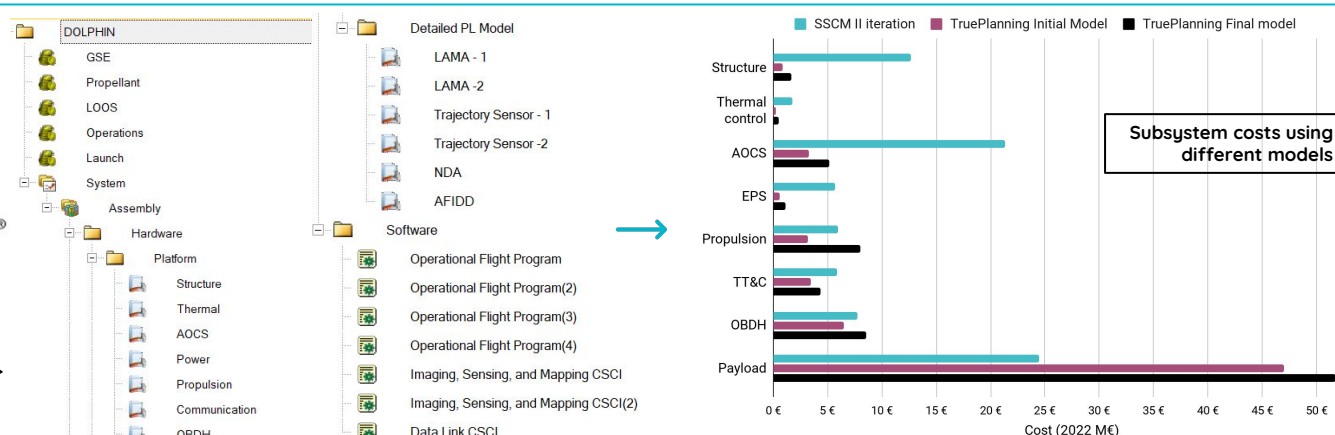 DOLPHIN
GSE
Propellant
LOOS
Operations
Launch
System
Assembly
Hardware
Platform
Structure
Thermal
AOCS
Power
Propulsion
Communication
OBDH
®
Detailed PL Model
LAMA - 1
LAMA -2
Trajectory Sensor - 1
Trajectory Sensor -2
NDA
AFIDD
Software
Operational Flight Program
Operational Flight Program(2)
Operational Flight Program(3)
Operational Flight Program(4)
Imaging, Sensing, and Mapping CSCI
Imaging, Sensing, and Mapping CSCI(2)
Data Link CSCI
SSCM II iteration TruePlanning Initial Model TruePlanning Final model
Structure
Thermal
control
AOCS
EPS
Propulsion
TT&C
OBDH
Payload
Subsystem costs using
different models
0 € 5 € 10 € 15 € 20 € 25 € 30 € 35 € 40 € 45 € 50 €
Cost (2022 M€)